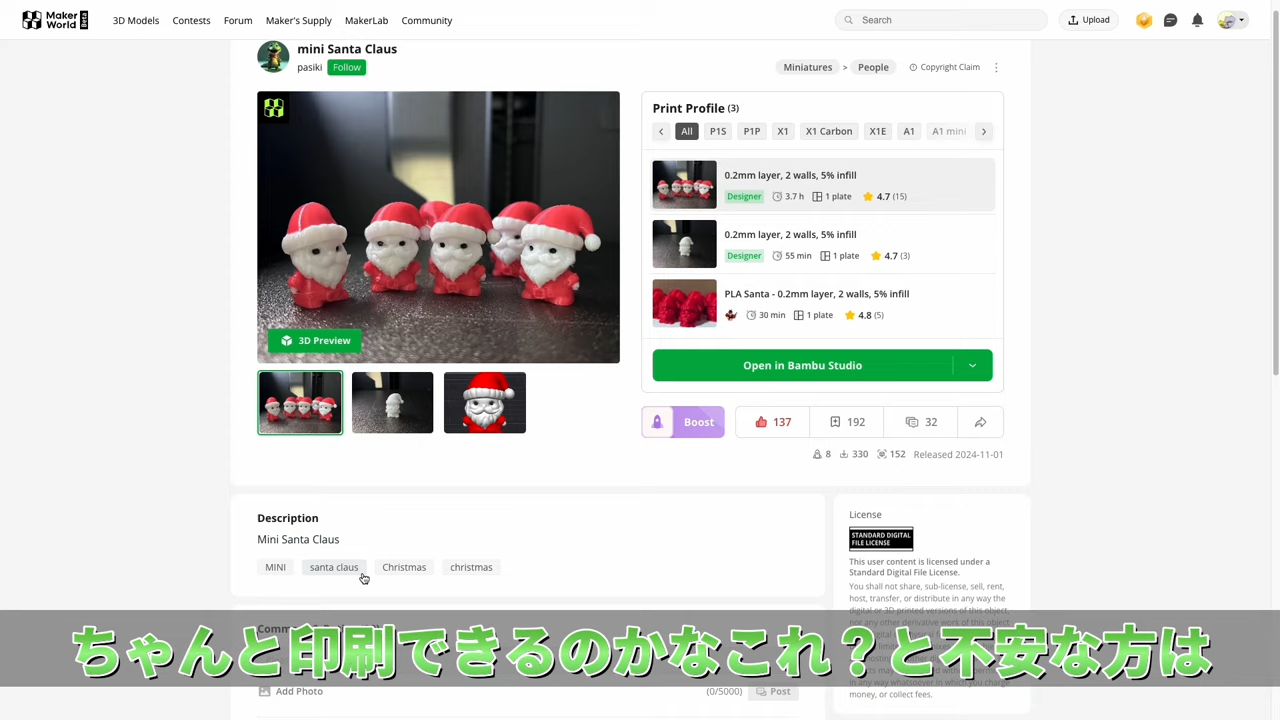 Maker
World
Beta
3D Models
Contests
Forum
Maker's Supply
MakerLab
Community
Search
Upload
mini Santa Claus
pasiki
Follow
Miniatures > People
Copyright Claim
3D Preview
Print Profile (3)
All
P1S
P1P
X1
X1 Carbon
X1E
A1
A1 mini
0.2mm layer, 2 walls, 5% infill
Designer 3.7 h 1 plate 4.7 (15)
0.2mm layer, 2 walls, 5% infill
Designer 55 min 1 plate 4.7 (3)
PLA Santa - 0.2mm layer, 2 walls, 5% infill
30 min 1 plate 4.8 (5)
Open in Bambu Studio
Boost
137
192
32
8 330 152 Released 2024-11-01
Description
Mini Santa Claus
MINI
santa claus
Christmas
christmas
License
STANDARD DIGITAL
FILE LICENSE
This user content is licensed under a
Standard Digital File License.
You shall not share, sub-license, sell, rent,
host, transfer, or distribute in any way the
digital or 3D printed versions of this object,
ちゃんと印刷できるのかなこれ？と不安な方は
money, or collect fees.
Add Photo
(0/5000)
Post